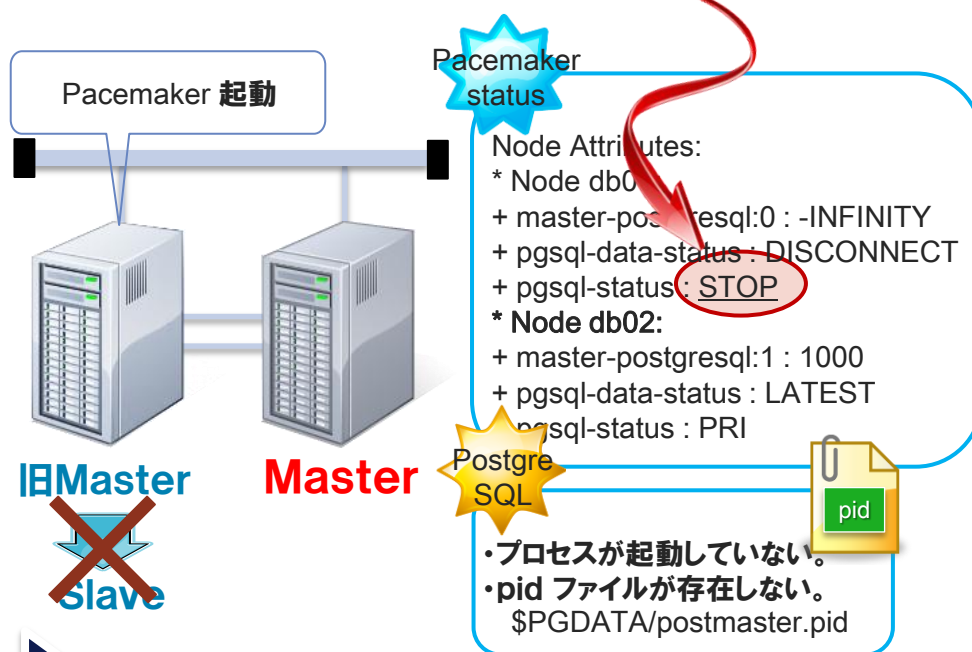 Pacemaker 起動
旧Master
Master
Slave
Pacemaker
status
Node Attributes:
* Node db0
+ master-postgresql:0 : -INFINITY
+ pgsql-data-status : DISCONNECT
+ pgsql-status : STOP
* Node db02:
+ master-postgresql:1 : 1000
+ pgsql-data-status : LATEST
pgsql-status : PRI
Postgre
SQL
pid
・プロセスが起動していない。
・pid ファイルが存在しない。
$PGDATA/postmaster.pid